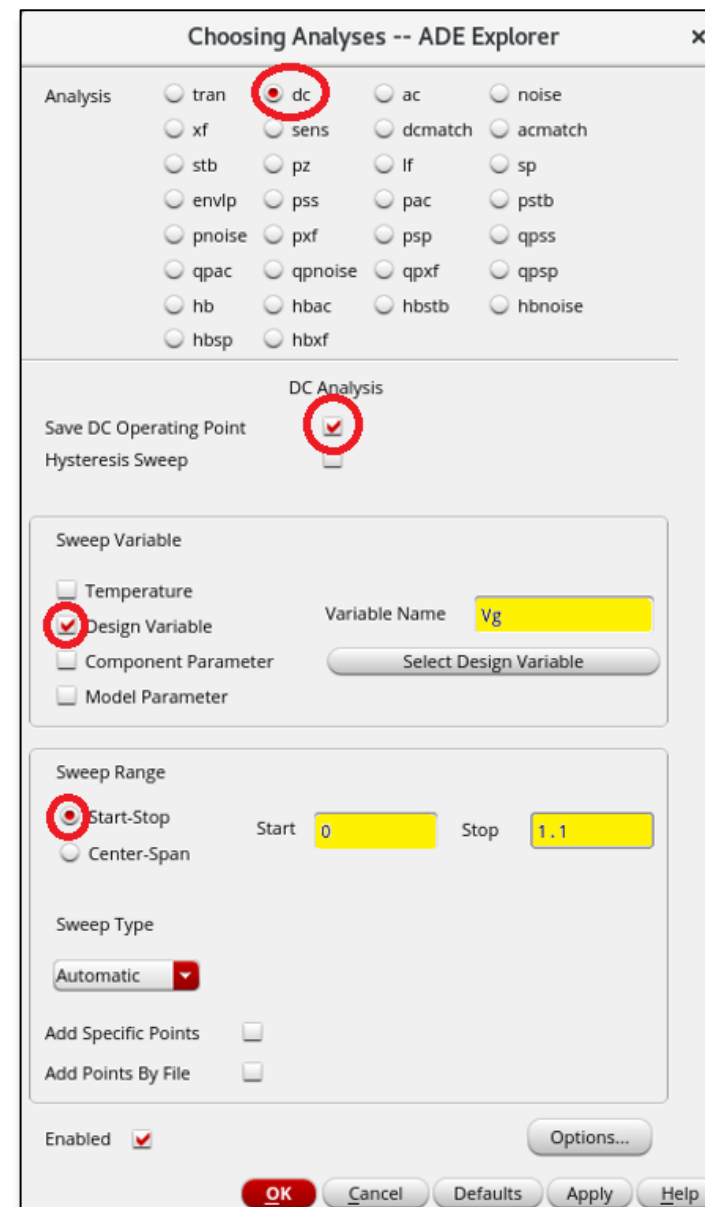 Choosing Analyses -- ADE Explorer
Analysis tran dc ac noise
xf sens dcmatch acmatch
stb pz lf sp
envlp pss pac pstb
pnoise pxf psp qpss
qpac qpnoise qpxf qpsp
hb hbac hbstb hbnoise
hbsp hbxf
DC Analysis
Save DC Operating Point
Hysteresis Sweep
Sweep Variable
Temperature
Design Variable Variable Name Vg
Component Parameter Select Design Variable
Model Parameter
Sweep Range
Start-Stop Start 0 Stop 1.1
Center-Span
Sweep Type
Automatic
Add Specific Points
Add Points By File
Enabled Options...
OK Cancel Defaults Apply Help